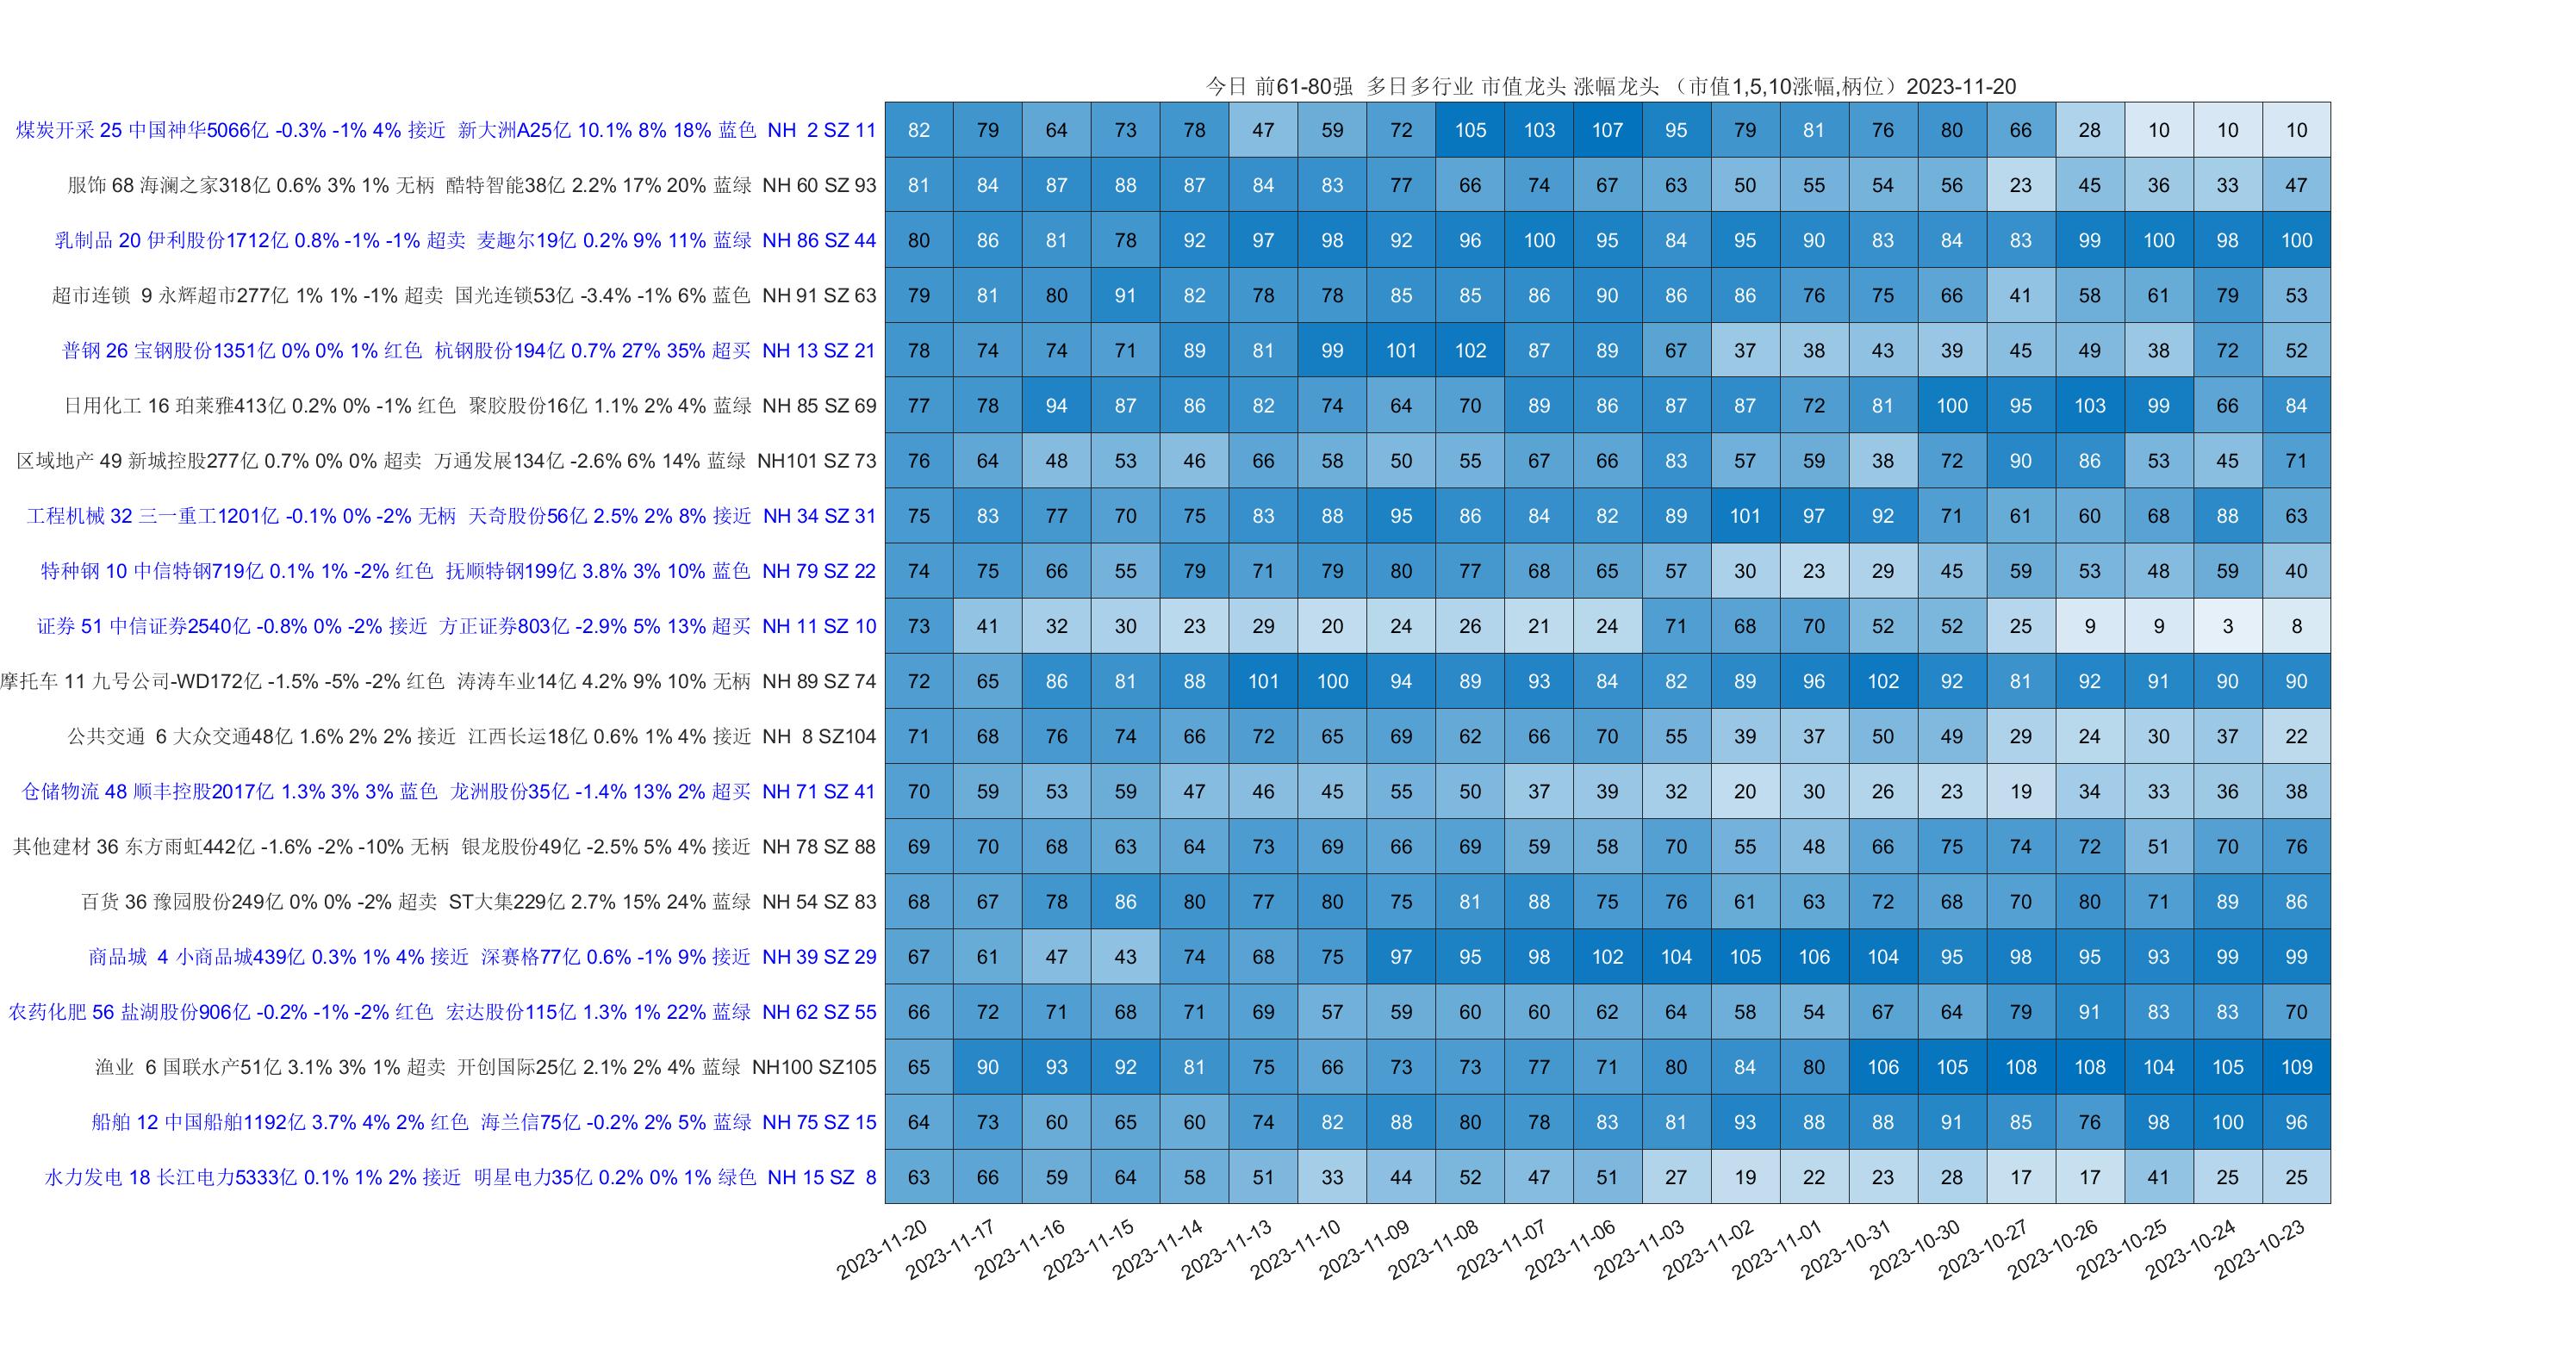 今日 前61-80强 多日多行业 市值龙头 涨幅龙头 （市值1,5,10涨幅,柄位）2023-11-20
煤炭开采 25 中国神华5066亿 -0.3% -1% 4% 接近 新大洲A25亿 10.1% 8% 18% 蓝色 NH 2 SZ 11 82 79 64 73 78 47 59 72 105 103 107 95 79 81 76 80 66 28 10 10 10
服饰 68 海澜之家318亿 0.6% 3% 1% 无柄 酷特智能38亿 2.2% 17% 20% 蓝绿 NH 60 SZ 93 81 84 87 88 87 84 83 77 66 74 67 63 50 55 54 56 23 45 36 33 47
乳制品 20 伊利股份1712亿 0.8% -1% -1% 超卖 麦趣尔19亿 0.2% 9% 11% 蓝绿 NH 86 SZ 44 80 86 81 78 92 97 98 92 96 100 95 84 95 90 83 84 83 99 100 98 100
超市连锁 9 永辉超市277亿 1% 1% -1% 超卖 国光连锁53亿 -3.4% -1% 6% 蓝色 NH 91 SZ 63 79 81 80 91 82 78 78 85 85 86 90 86 86 76 75 66 41 58 61 79 53
普钢 26 宝钢股份1351亿 0% 0% 1% 红色 杭钢股份194亿 0.7% 27% 35% 超买 NH 13 SZ 21 78 74 74 71 89 81 99 101 102 87 89 67 37 38 43 39 45 49 38 72 52
日用化工 16 珀莱雅413亿 0.2% 0% -1% 红色 聚胶股份16亿 1.1% 2% 4% 蓝绿 NH 85 SZ 69 77 78 94 87 86 82 74 64 70 89 86 87 87 72 81 100 95 103 99 66 84
区域地产 49 新城控股277亿 0.7% 0% 0% 超卖 万通发展134亿 -2.6% 6% 14% 蓝绿 NH101 SZ 73 76 64 48 53 46 66 58 50 55 67 66 83 57 59 38 72 90 86 53 45 71
工程机械 32 三一重工1201亿 -0.1% 0% -2% 无柄 天奇股份56亿 2.5% 2% 8% 接近 NH 34 SZ 31 75 83 77 70 75 83 88 95 86 84 82 89 101 97 92 71 61 60 68 88 63
特种钢 10 中信特钢719亿 0.1% 1% -2% 红色 抚顺特钢199亿 3.8% 3% 10% 蓝色 NH 79 SZ 22 74 75 66 55 79 71 79 80 77 68 65 57 30 23 29 45 59 53 48 59 40
证券 51 中信证券2540亿 -0.8% 0% -2% 接近 方正证券803亿 -2.9% 5% 13% 超买 NH 11 SZ 10 73 41 32 30 23 29 20 24 26 21 24 71 68 70 52 52 25 9 9 3 8
摩托车 11 九号公司-WD172亿 -1.5% -5% -2% 红色 涛涛车业14亿 4.2% 9% 10% 无柄 NH 89 SZ 74 72 65 86 81 88 101 100 94 89 93 84 82 89 96 102 92 81 92 91 90 90
公共交通 6 大众交通48亿 1.6% 2% 2% 接近 江西长运18亿 0.6% 1% 4% 接近 NH 8 SZ104 71 68 76 74 66 72 65 69 62 66 70 55 39 37 50 49 29 24 30 37 22
仓储物流 48 顺丰控股2017亿 1.3% 3% 3% 蓝色 龙洲股份35亿 -1.4% 13% 2% 超买 NH 71 SZ 41 70 59 53 59 47 46 45 55 50 37 39 32 20 30 26 23 19 34 33 36 38
其他建材 36 东方雨虹442亿 -1.6% -2% -10% 无柄 银龙股份49亿 -2.5% 5% 4% 接近 NH 78 SZ 88 69 70 68 63 64 73 69 66 69 59 58 70 55 48 66 75 74 72 51 70 76
百货 36 豫园股份249亿 0% 0% -2% 超卖 ST大集229亿 2.7% 15% 24% 蓝绿 NH 54 SZ 83 68 67 78 86 80 77 80 75 81 88 75 76 61 63 72 68 70 80 71 89 86
商品城 4 小商品城439亿 0.3% 1% 4% 接近 深赛格77亿 0.6% -1% 9% 接近 NH 39 SZ 29 67 61 47 43 74 68 75 97 95 98 102 104 105 106 104 95 98 95 93 99 99
农药化肥 56 盐湖股份906亿 -0.2% -1% -2% 红色 宏达股份115亿 1.3% 1% 22% 蓝绿 NH 62 SZ 55 66 72 71 68 71 69 57 59 60 60 62 64 58 54 67 64 79 91 83 83 70
渔业 6 国联水产51亿 3.1% 3% 1% 超卖 开创国际25亿 2.1% 2% 4% 蓝绿 NH100 SZ105 65 90 93 92 81 75 66 73 73 77 71 80 84 80 106 105 108 108 104 105 109
船舶 12 中国船舶1192亿 3.7% 4% 2% 红色 海兰信75亿 -0.2% 2% 5% 蓝绿 NH 75 SZ 15 64 73 60 65 60 74 82 88 80 78 83 81 93 88 88 91 85 76 98 100 96
水力发电 18 长江电力5333亿 0.1% 1% 2% 接近 明星电力35亿 0.2% 0% 1% 绿色 NH 15 SZ 8 63 66 59 64 58 51 33 44 52 47 51 27 19 22 23 28 17 17 41 25 25
2023-11-20 2023-11-17 2023-11-16 2023-11-15 2023-11-14 2023-11-13 2023-11-10 2023-11-09 2023-11-08 2023-11-07 2023-11-06 2023-11-03 2023-11-02 2023-11-01 2023-10-31 2023-10-30 2023-10-27 2023-10-26 2023-10-25 2023-10-24 2023-10-23